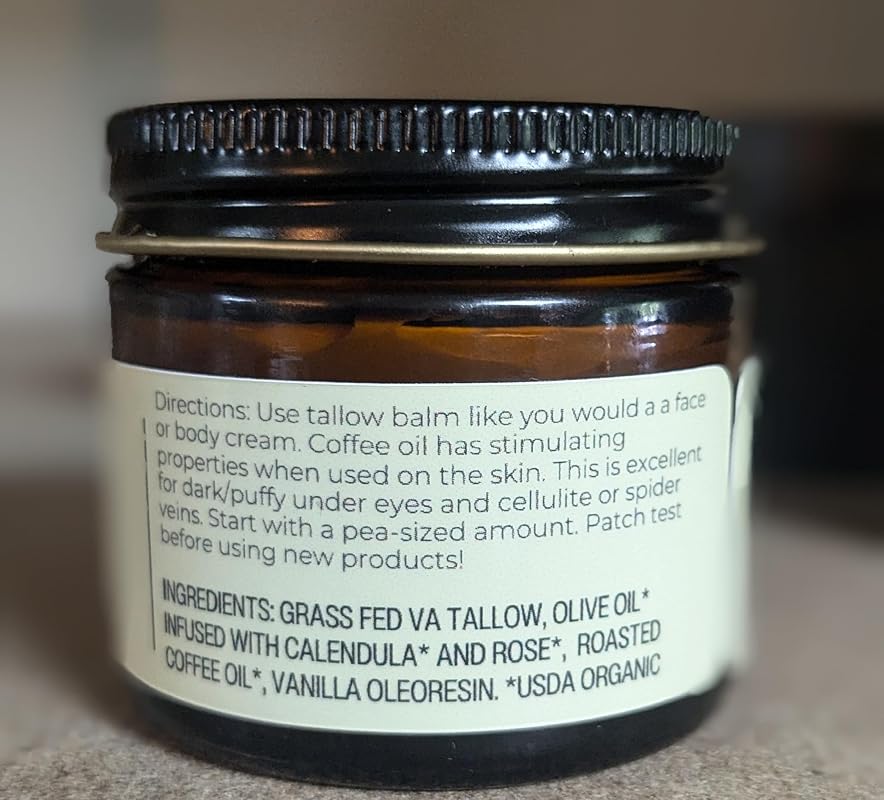 Directions: Use tallow balm like you would a a face
or body cream. Coffee oil has stimulating
properties when used on the skin. This is excellent
for dark/puffy under eyes and cellulite or spider
veins. Start with a pea-sized amount. Patch test
before using new products!
INGREDIENTS: GRASS FED VA TALLOW, OLIVE OIL*
INFUSED WITH CALENDULA* AND ROSE*, ROASTED
COFFEE OIL*, VANILLA OLEORESIN. *USDA ORGANIC